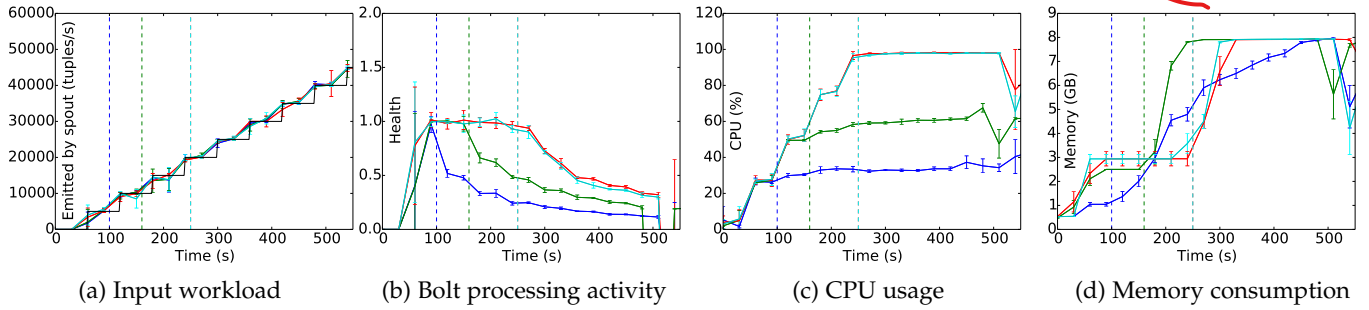 Emitted by spout (tuples/s)
60000
50000
40000
30000
20000
10000
0
0 100 200 300 400 500
Time (s)
(a) Input workload
Health
2.0
1.5
1.0
0.5
0.0
0 100 200 300 400 500
Time (s)
(b) Bolt processing activity
CPU (%)
120
100
80
60
40
20
0
0 100 200 300 400 500
Time (s)
(c) CPU usage
Memory (GB)
9
8
7
6
5
4
3
2
1
0
0 100 200 300 400 500
Time (s)
(d) Memory consumption